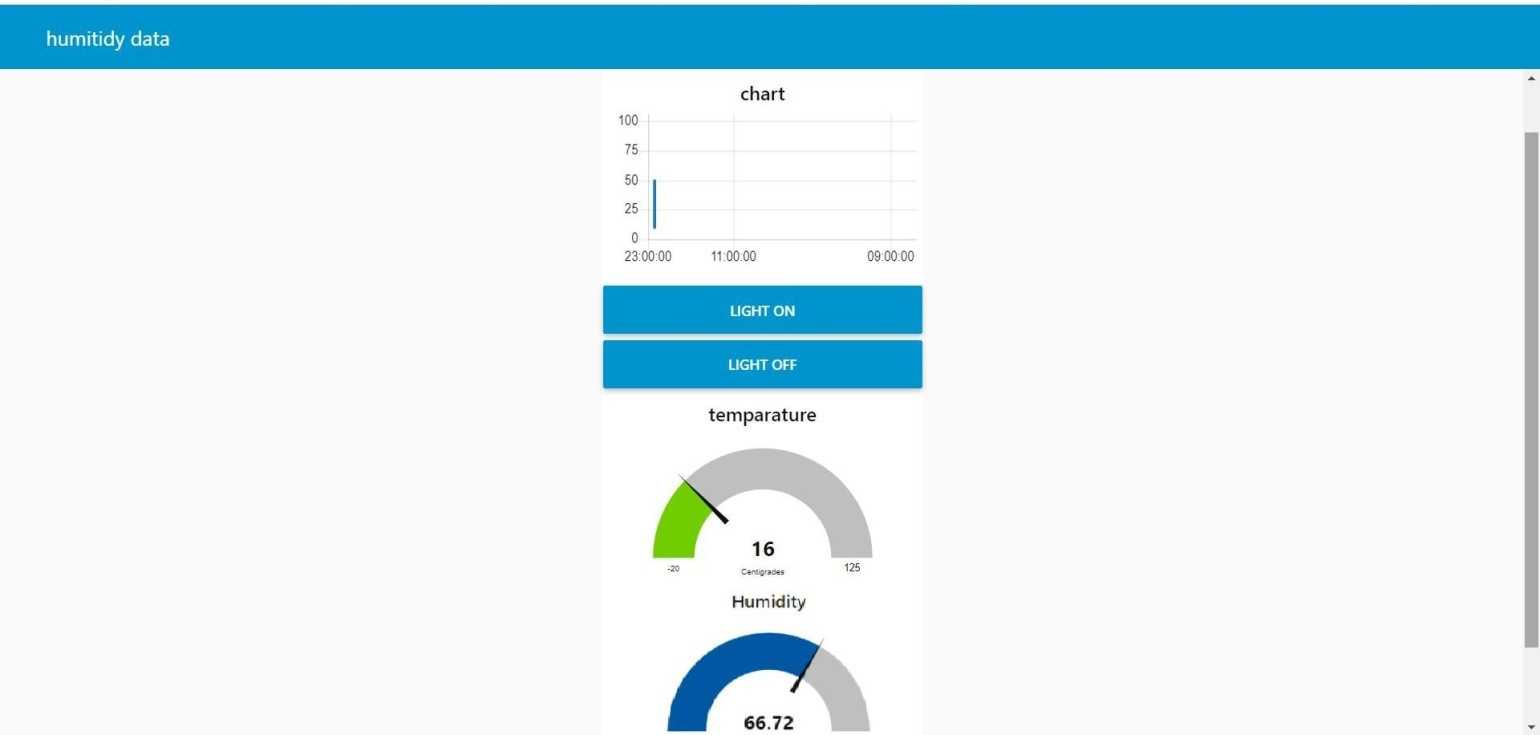 humitidy data
chart
100
75
50
25
0
23:00:00 11:00:00 09:00:00
LIGHT ON
LIGHT OFF
temparature
16
-20 Centigrades 125
Humidity
66.72